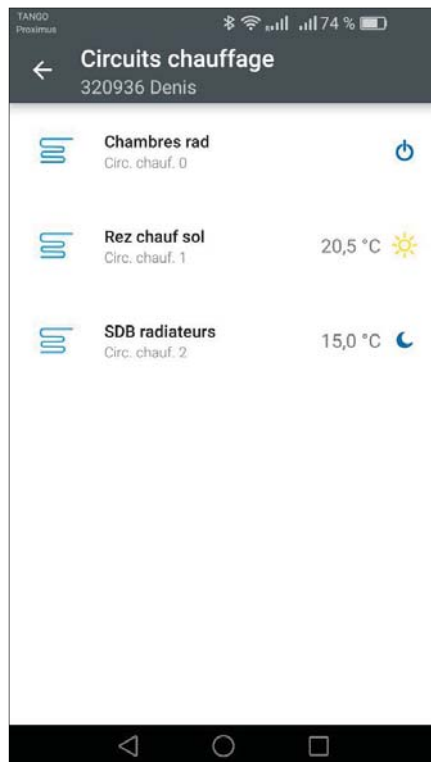 TANGO
Proximus
74 %
Circuits chauffage
320936 Denis
Chambres rad
Circ. chauf. 0
Rez chauf sol
Circ. chauf. 1
20,5 °C
SDB radiateurs
Circ. chauf. 2
15,0 °C